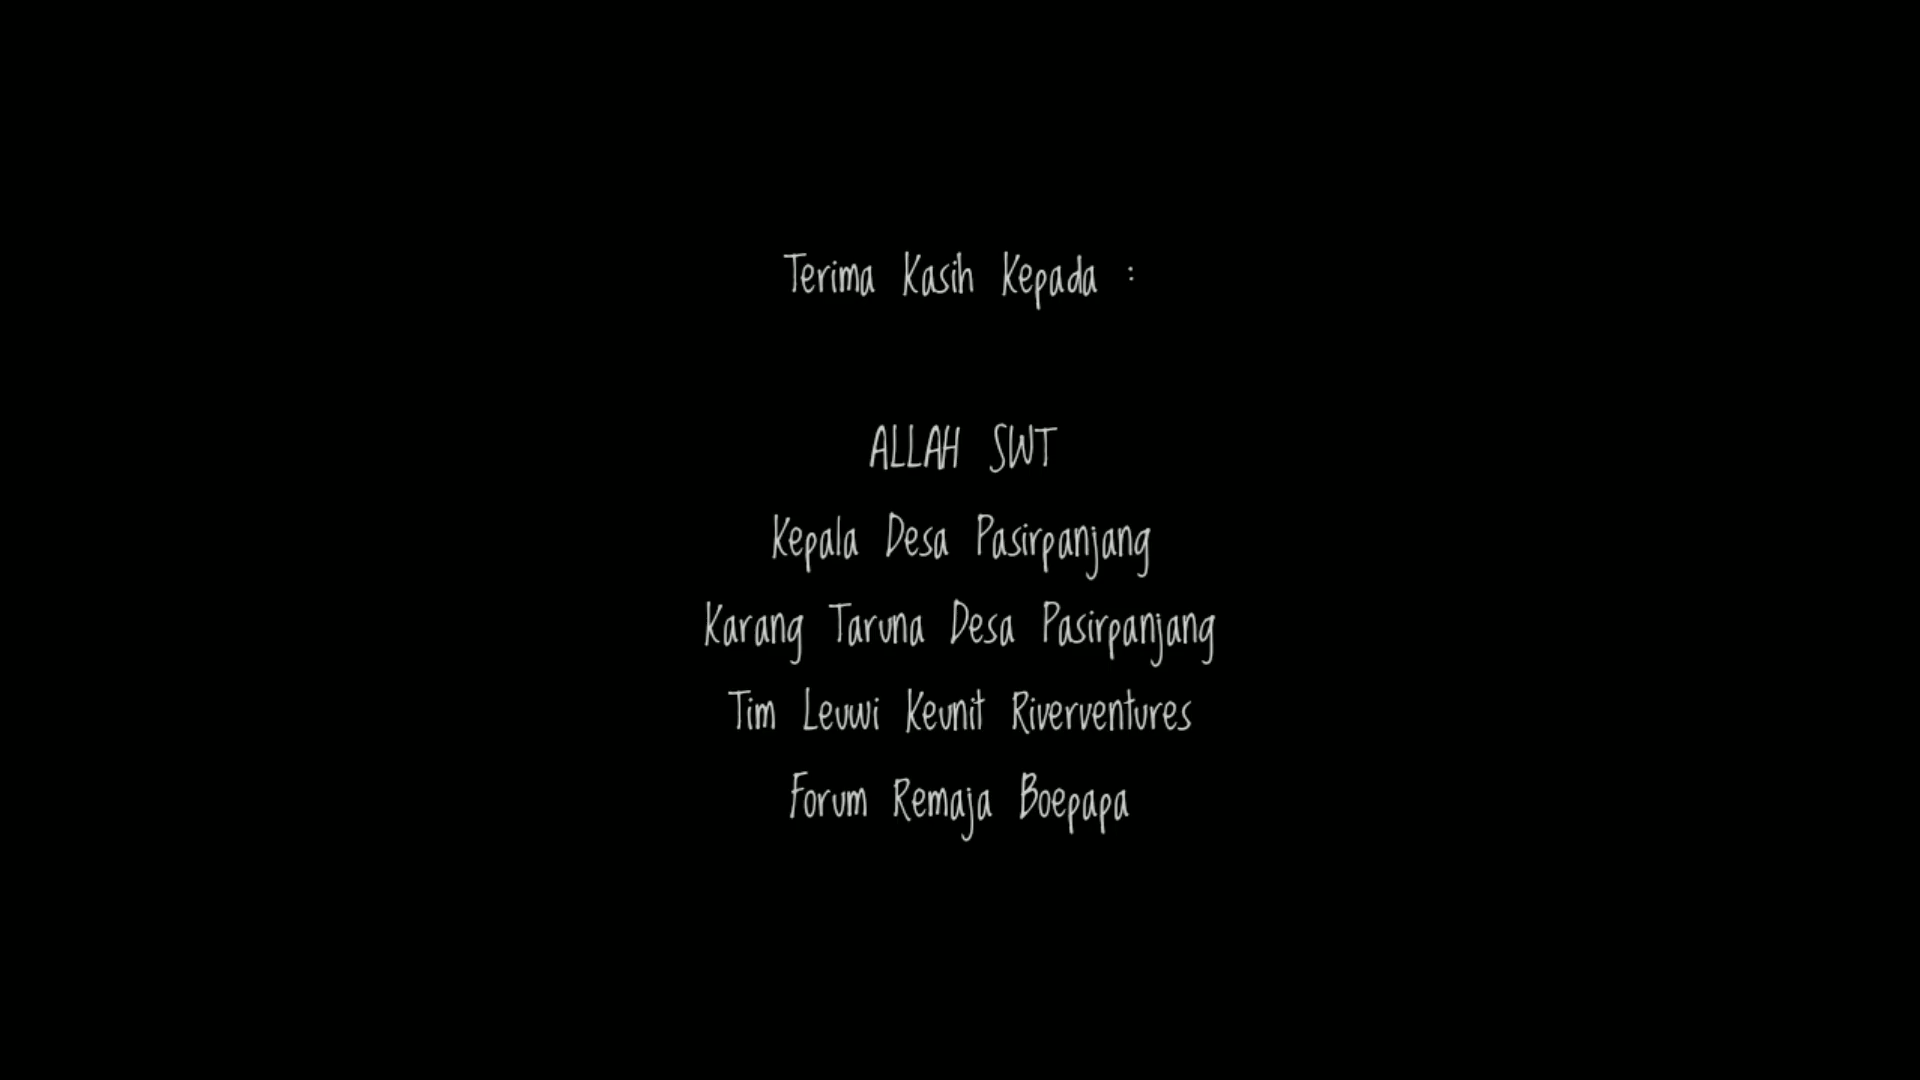 Terima Kasih Kepada :
ALLAH SWT
Kepala Desa Pasirpanjang
Karang Taruna Desa Pasirpanjang
Tim Leuwi Keunit Riverventures
Forum Remaja Boepapa